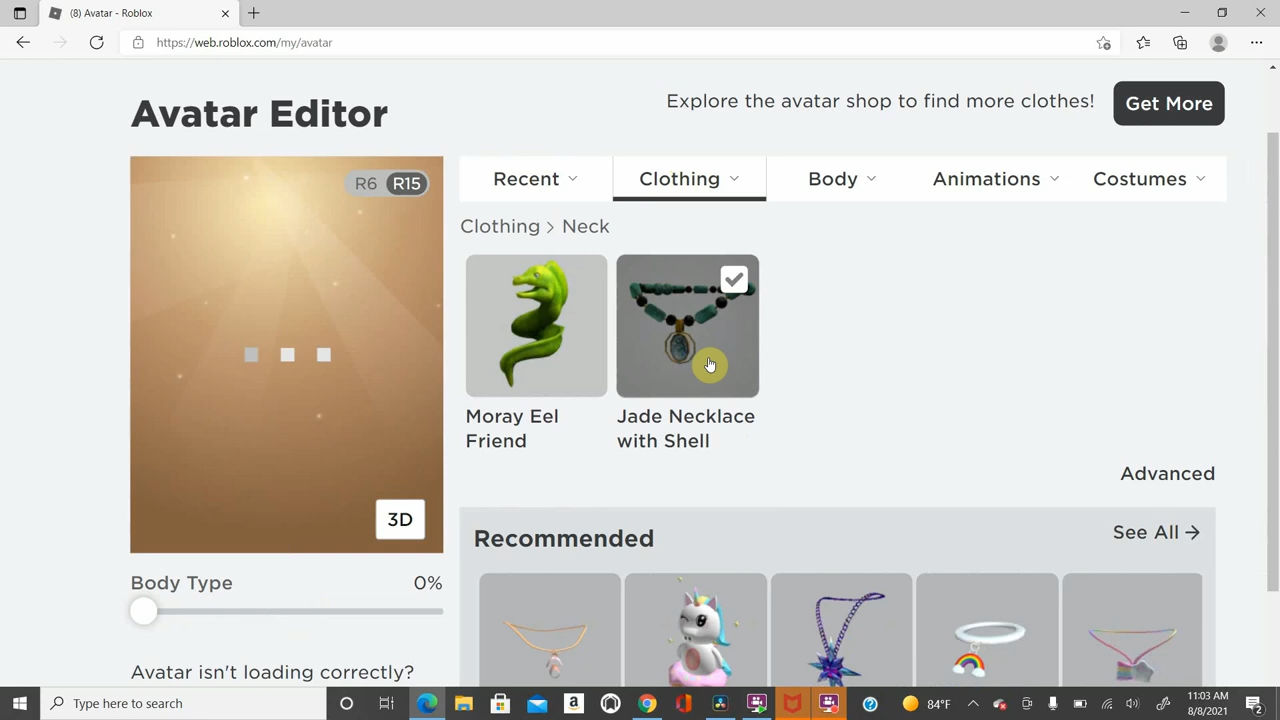 (8) Avatar - Roblox
https://web.roblox.com/my/avatar
Avatar Editor
Explore the avatar shop to find more clothes!
Get More
R6 R15
Recent
Clothing
Body
Animations
Costumes
Clothing > Neck
Moray Eel
Friend
Jade Necklace
with Shell
3D
Advanced
Recommended
See All →
Body Type 0%
Avatar isn't loading correctly?
Type here to search
84°F
11:03 AM
8/8/2021
2